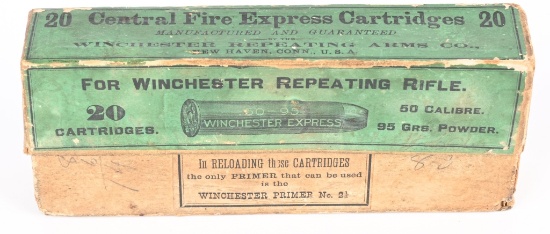 20 Central Fire Express Cartridges 20
MANUFACTURED AND GUARANTEED
BY THE
WINCHESTER REPEATING ARMS CO.,
NEW HAVEN, CONN., U.S.A.
FOR WINCHESTER REPEATING RIFLE.
20
CARTRIDGES.
50-95
WINCHESTER EXPRESS
50 CALIBRE.
95 GRS. POWDER.
In RELOADING these CARTRIDGES
the only PRIMER that can be used
is the
WINCHESTER PRIMER No. 2½